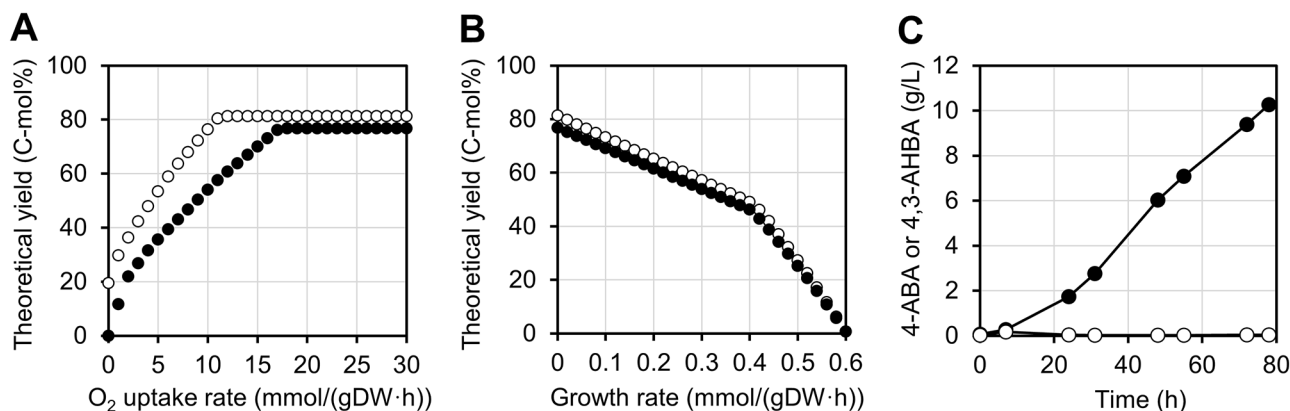 A
Theoretical yield (C-mol%)
100
80
60
40
20
0
0 5 10 15 20 25 30
O₂ uptake rate (mmol/(gDW·h))
B
Theoretical yield (C-mol%)
100
80
60
40
20
0
0 0.1 0.2 0.3 0.4 0.5 0.6
Growth rate (mmol/(gDW·h))
C
4-ABA or 4,3-AHBA (g/L)
12
10
8
6
4
2
0
0 20 40 60 80
Time (h)